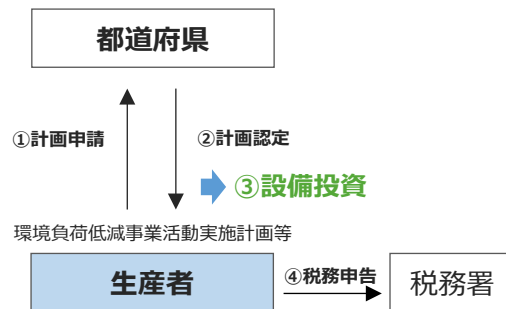 都道府県
①計画申請
②計画認定
③設備投資
環境負荷低減事業活動実施計画等
生産者
④税務申告
税務署